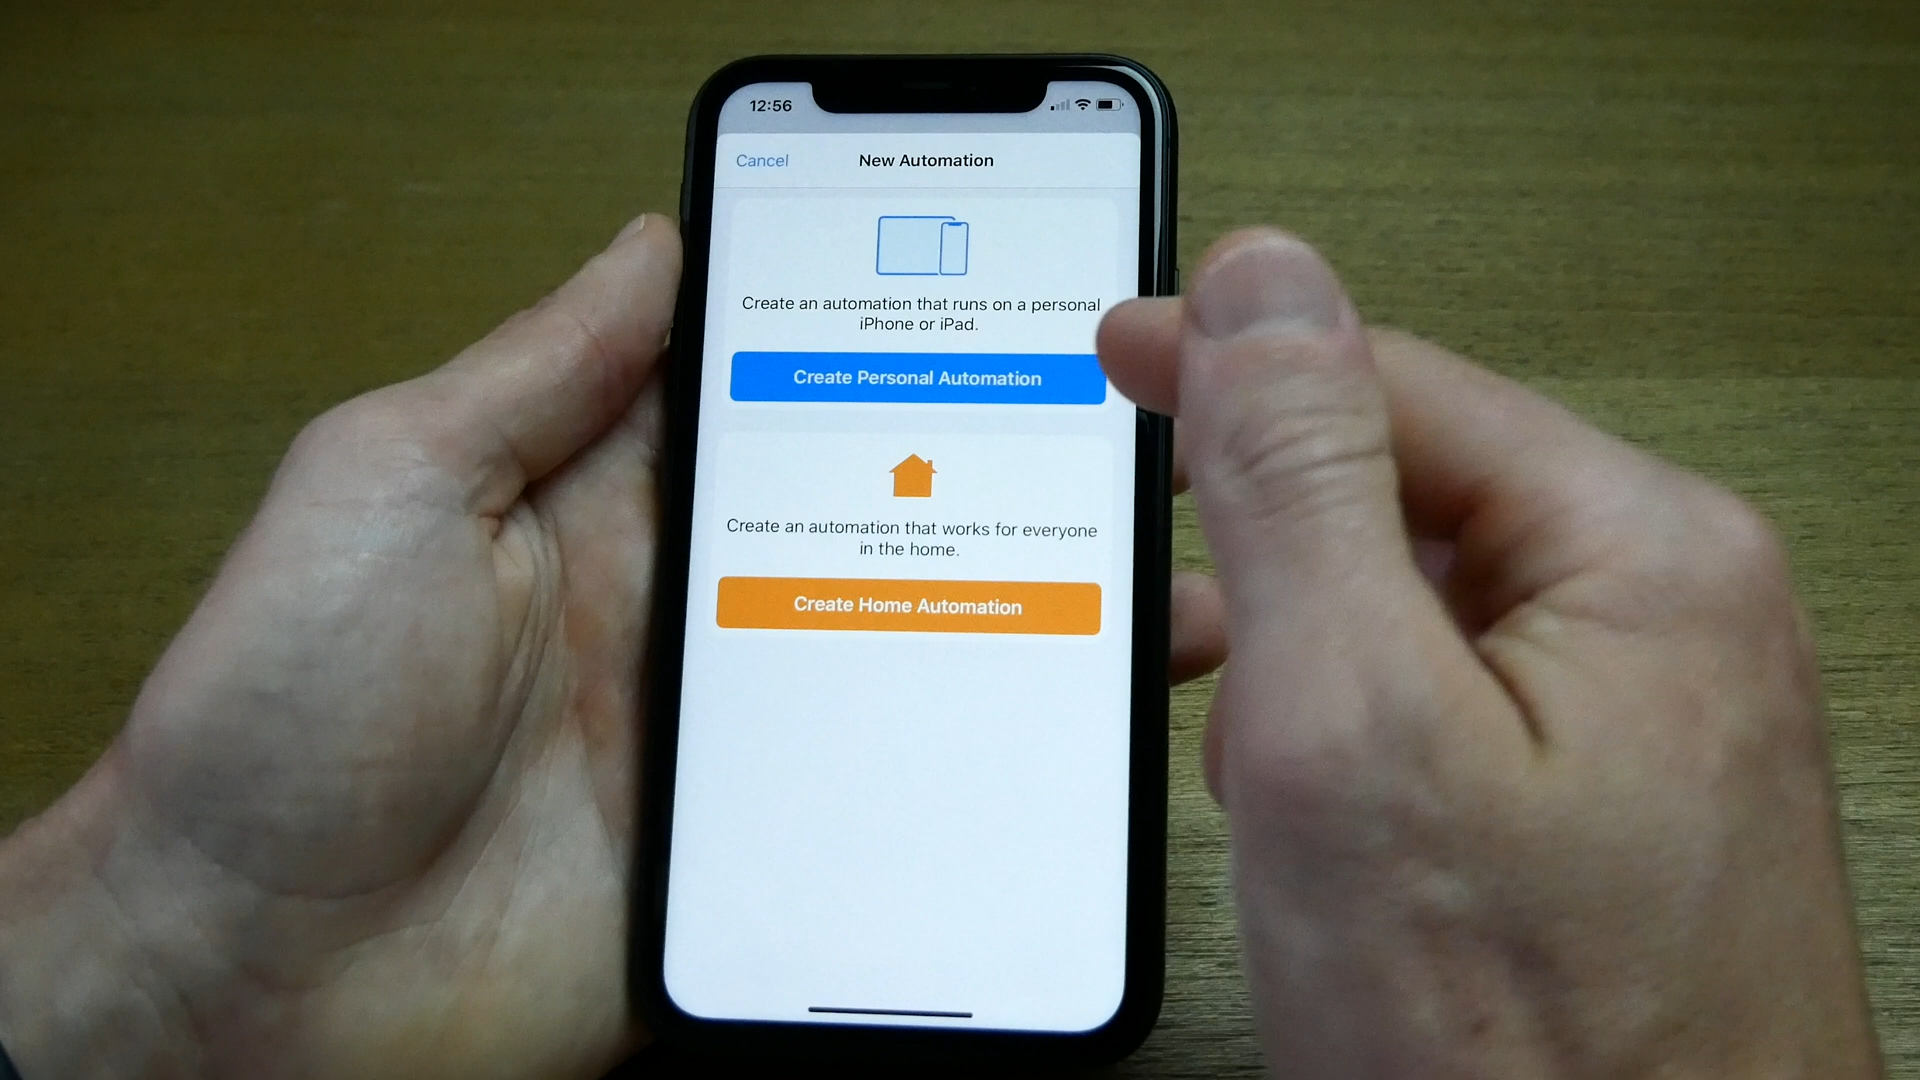 12:56
Cancel New Automation
Create an automation that runs on a personal
iPhone or iPad.
Create Personal Automation
Create an automation that works for everyone
in the home.
Create Home Automation